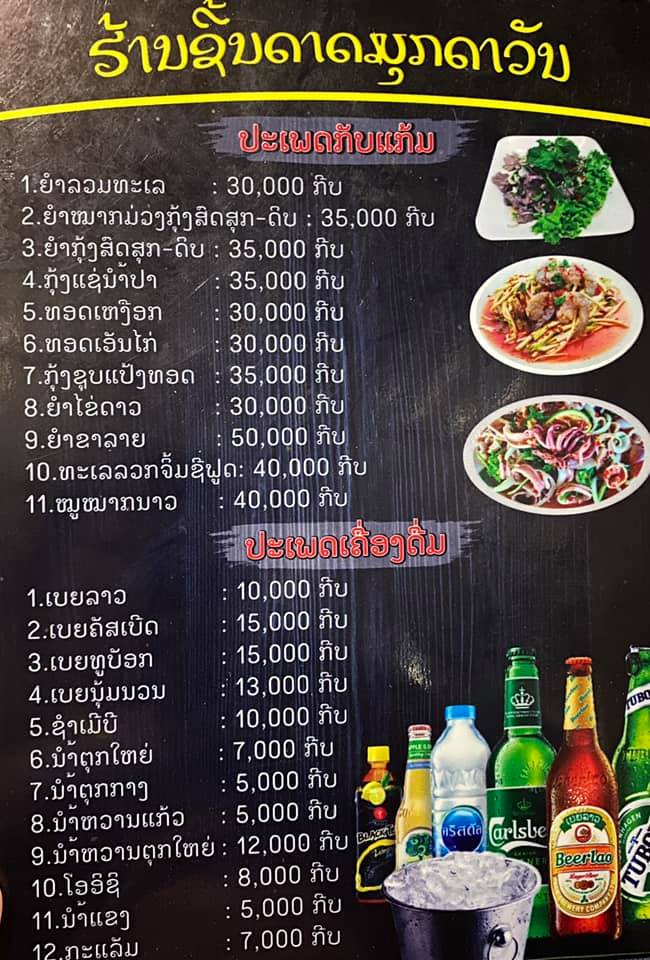 ຮ້ານຊີ້ນດາດມຸກດາວັນ
ປະເພດກັບແກ້ມ
1.ຍຳລວມທະເລ : 30,000 ກີບ
2.ຍຳໝາກມ່ວງກຸ້ງສົດສຸກ-ດິບ : 35,000 ກີບ
3.ຍຳກຸ້ງສົດສຸກ-ດິບ : 35,000 ກີບ
4.ກຸ້ງແຊ່ນ້ຳປາ : 35,000 ກີບ
5.ທອດເຫງືອກ : 30,000 ກີບ
6.ທອດເອັນໄກ່ : 30,000 ກີບ
7.ກຸ້ງຊຸບແປ້ງທອດ : 35,000 ກີບ
8.ຍຳໄຂ່ດາວ : 30,000 ກີບ
9.ຍຳຂາລາຍ : 50,000 ກີບ
10.ທະເລລວກຈິ້ມຊີຟູດ: 40,000 ກີບ
11.ໝູໝາກນາວ : 40,000 ກີບ
ປະເພດເຄື່ອງດື່ມ
1.ເບຍລາວ : 10,000 ກີບ
2.ເບຍຄັສເບີດ : 15,000 ກີບ
3.ເບຍທູບັອກ : 15,000 ກີບ
4.ເບຍນຸ້ມນວນ : 13,000 ກີບ
5.ຊຳເມີບີ : 10,000 ກີບ
6.ນ້ຳຕຸກໃຫຍ່ : 7,000 ກີບ
7.ນ້ຳຕຸກກາງ : 5,000 ກີບ
8.ນ້ຳຫວານແກ້ວ : 5,000 ກີບ
9.ນ້ຳຫວານຕຸກໃຫຍ່ : 12,000 ກີບ
10.ໂອອິຊິ : 8,000 ກີບ
11.ນ້ຳແຂງ : 5,000 ກີບ
12.ກະແລັມ : 7,000 ກີບ
คริสตัล
Carlsbe
ເບຍລາວ
Beerlao
TUBO
TUBO